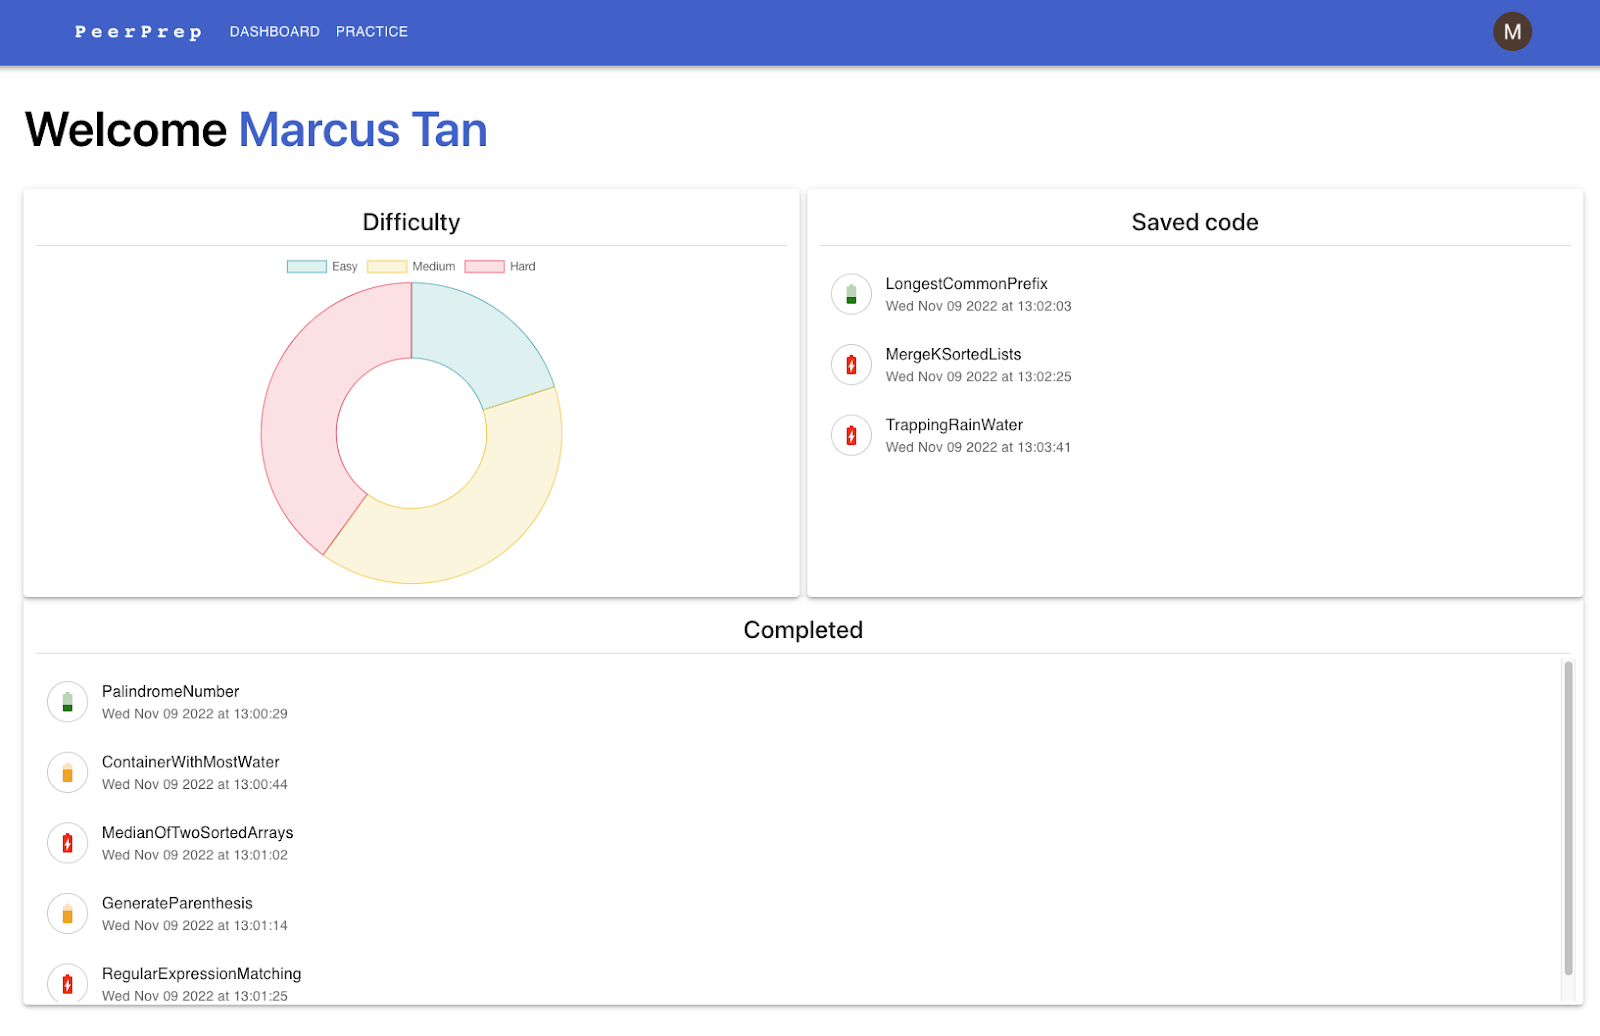 PeerPrep DASHBOARD PRACTICE M
Welcome Marcus Tan
Difficulty
Easy Medium Hard
Saved code
LongestCommonPrefix
Wed Nov 09 2022 at 13:02:03
MergeKSortedLists
Wed Nov 09 2022 at 13:02:25
TrappingRainWater
Wed Nov 09 2022 at 13:03:41
Completed
PalindromeNumber
Wed Nov 09 2022 at 13:00:29
ContainerWithMostWater
Wed Nov 09 2022 at 13:00:44
MedianOfTwoSortedArrays
Wed Nov 09 2022 at 13:01:02
GenerateParenthesis
Wed Nov 09 2022 at 13:01:14
RegularExpressionMatching
Wed Nov 09 2022 at 13:01:25